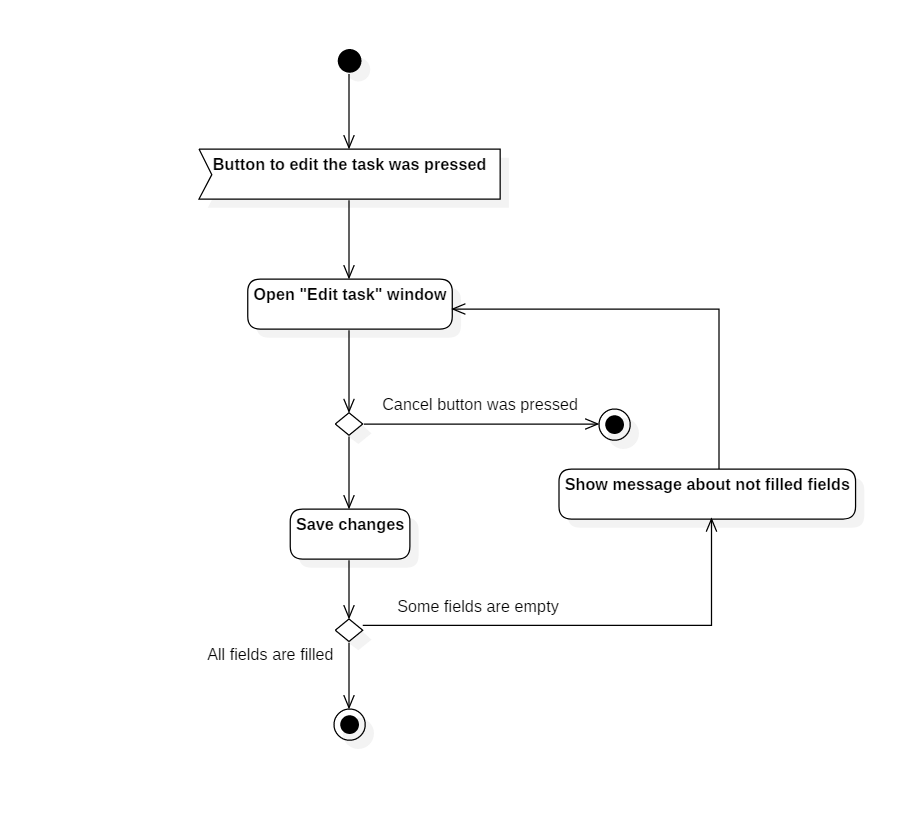 Button to edit the task was pressed
Open "Edit task" window
Cancel button was pressed
Show message about not filled fields
Save changes
Some fields are empty
All fields are filled